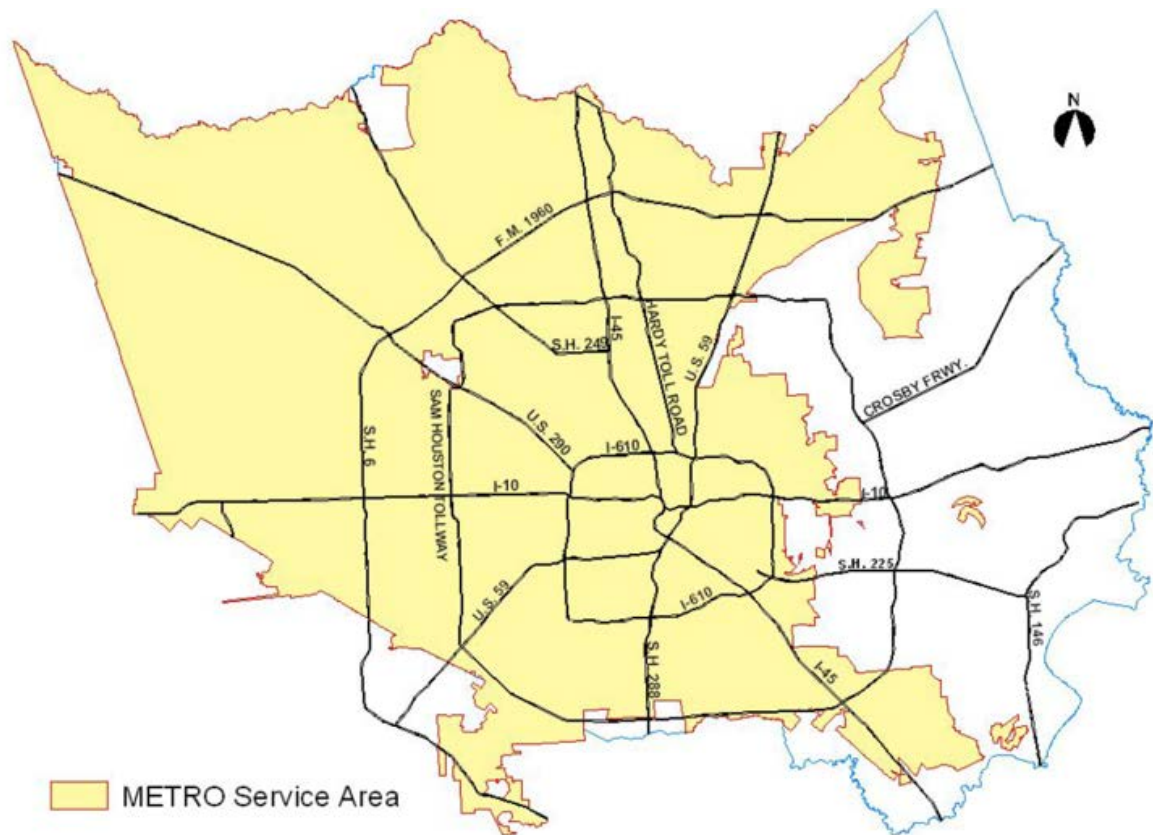 N
F.M. 1960
I-45
S.H. 249
HARDY TOLL ROAD
U.S. 59
CROSBY FRWY.
SAM HOUSTON TOLLWAY
U.S. 290
S.H. 6
I-610
I-10
I-10
S.H. 225
U.S. 59
I-610
S.H. 146
S.H. 288
I-45
METRO Service Area